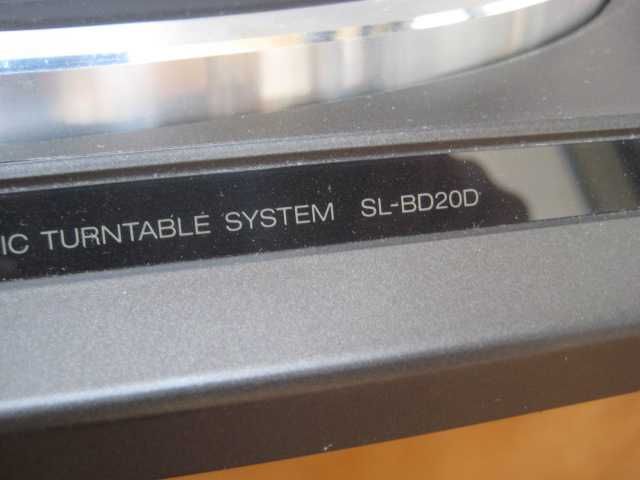 IC TURNTABLE SYSTEM SL-BD20D